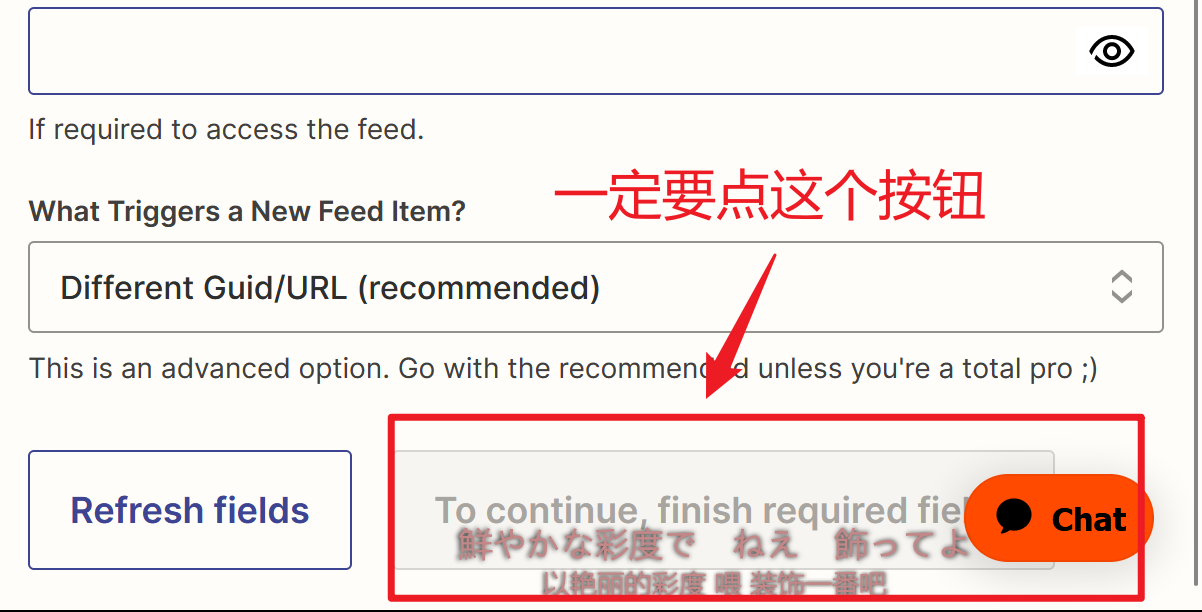 If required to access the feed.
一定要点这个按钮
What Triggers a New Feed Item?
Different Guid/URL (recommended)
This is an advanced option. Go with the recommended unless you're a total pro ;)
Refresh fields
To continue, finish required fie
Chat
鮮やかな彩度で ねえ 飾ってよ
以艳丽的彩度 喂 装饰一番吧